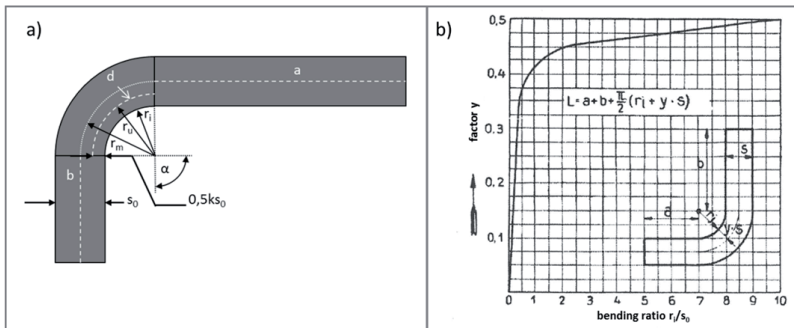 a)
a
d
r_i
r_u
r_m
α
b
s_0
0,5ks_0
b)
0,5
0,4
0.3
0.2
0,1
factor y
L=a+b+π/2(r_i+y·s)
s
b
a
r_i
y·s
0 1 2 3 4 5 6 7 8 9 10
bending ratio r_i/s_0